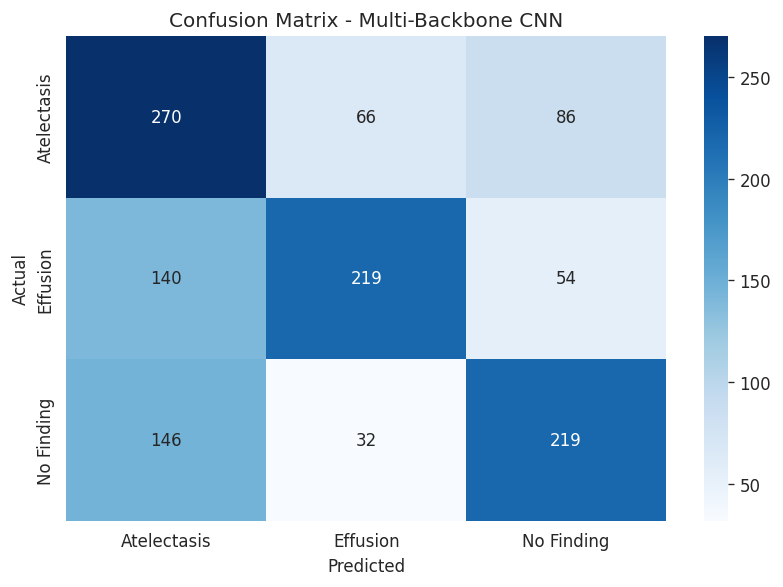 Confusion Matrix - Multi-Backbone CNN
Actual
Atelectasis
270 66 86
Effusion
140 219 54
No Finding
146 32 219
Atelectasis Effusion No Finding
Predicted
250
200
150
100
50